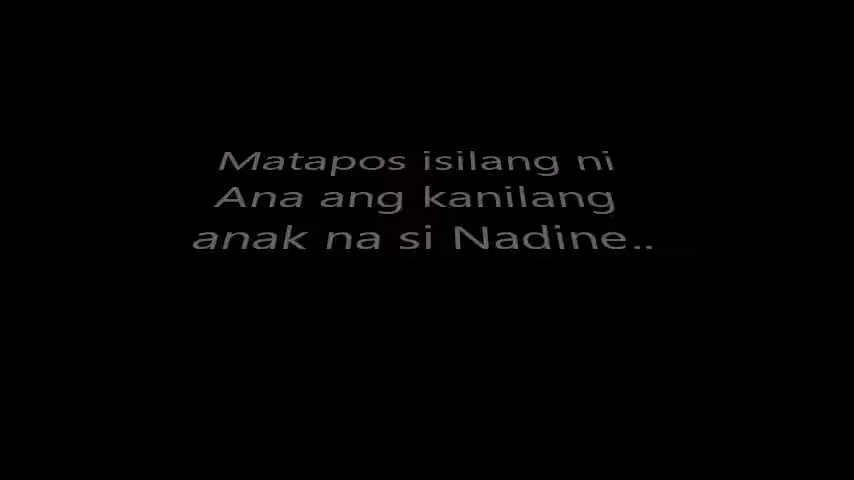 Matapos isilang ni
Ana ang kanilang
anak na si Nadine..